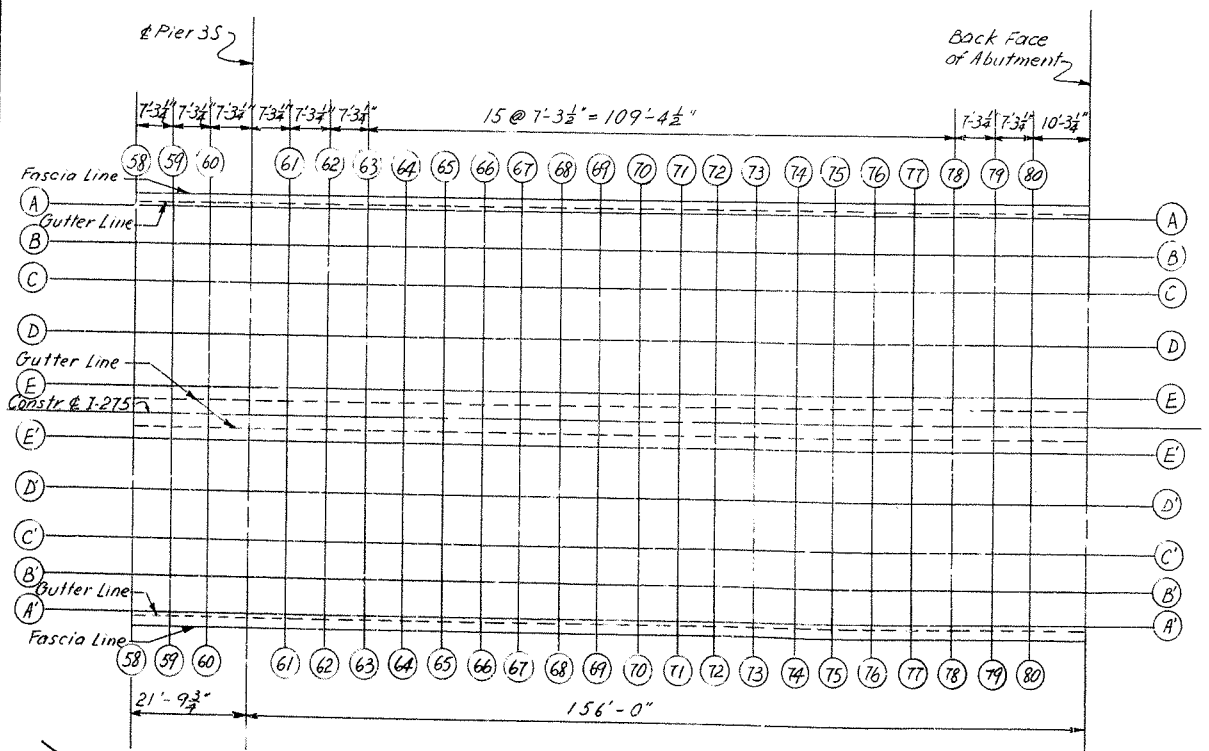 ℄ Pier 3S
Back Face
of Abutment
7'-3¼" 7'-3¼" 7'-3¼" 7'-3¼" 7'-3¼" 7'-3¼" 15 @ 7'-3½" = 109'-4½" 7'-3¼ 7'-3¼" 10'-3¼"
58 59 60 61 62 63 64 65 66 67 68 69 70 71 72 73 74 75 76 77 78 79 80
Fascia Line
A A
Gutter Line
B B
C C
D D
Gutter Line
E E
Constr ℄ I-275
E' E'
D' D'
C' C'
B' B'
Gutter Line
A' A'
Fascia Line
58 59 60 61 62 63 64 65 66 67 68 69 70 71 72 73 74 75 76 77 78 79 80
21'-9¾" 156'-0"